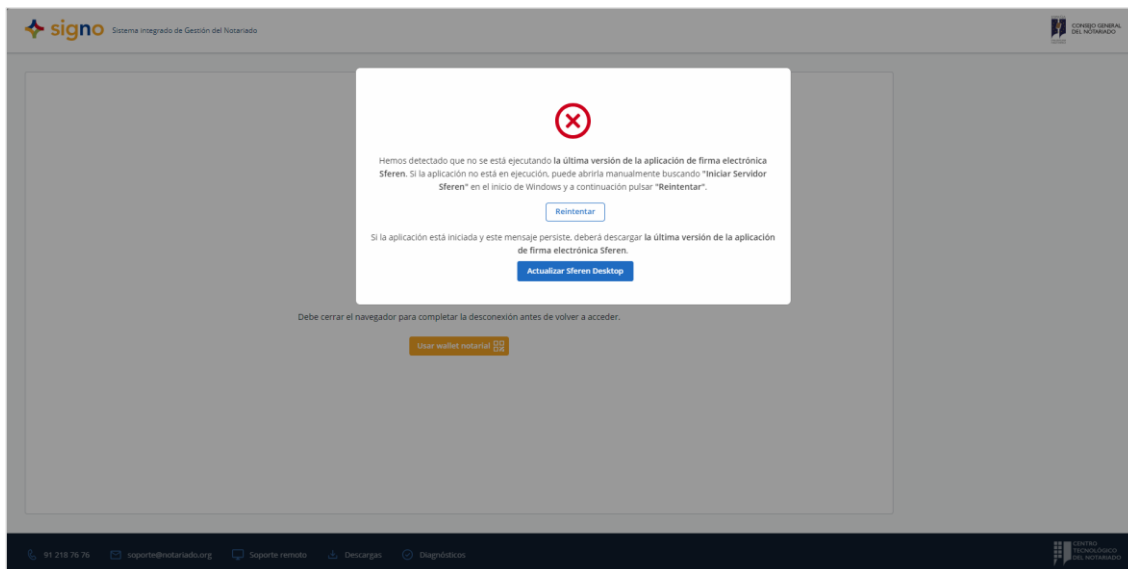 signo Sistema Integrado de Gestión del Notariado
CONSEJO GENERAL
DEL NOTARIADO
Hemos detectado que no se está ejecutando la última versión de la aplicación de firma electrónica
Sferen. Si la aplicación no está en ejecución, puede abrirla manualmente buscando "Iniciar Servidor
Sferen" en el inicio de Windows y a continuación pulsar "Reintentar".
Reintentar
Si la aplicación está iniciada y este mensaje persiste, deberá descargar la última versión de la aplicación
de firma electrónica Sferen.
Actualizar Sferen Desktop
Debe cerrar el navegador para completar la desconexión antes de volver a acceder.
Usar wallet notarial
91 218 76 76 soporte@notariado.org Soporte remoto Descargas Diagnósticos
CENTRO
TECNOLÓGICO
DEL NOTARIADO